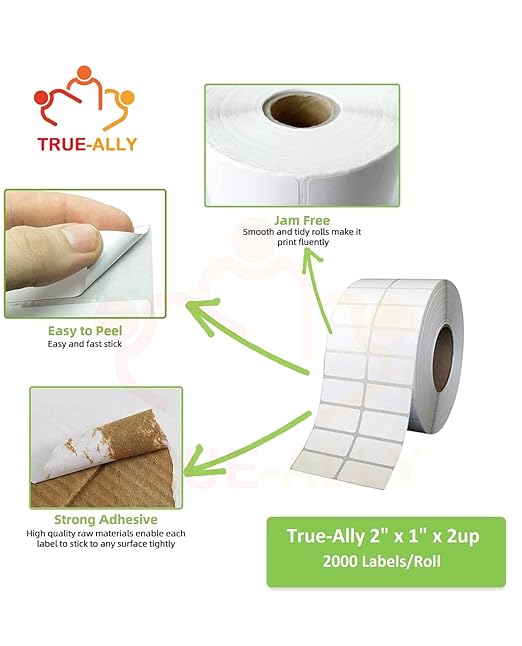 TRUE-ALLY
Jam Free
Smooth and tidy rolls make it
print fluently
Easy to Peel
Easy and fast stick
Strong Adhesive
High quality raw materials enable each
label to stick to any surface tightly
TRUE-ALLY
True-Ally 2" x 1" x 2up
2000 Labels/Roll